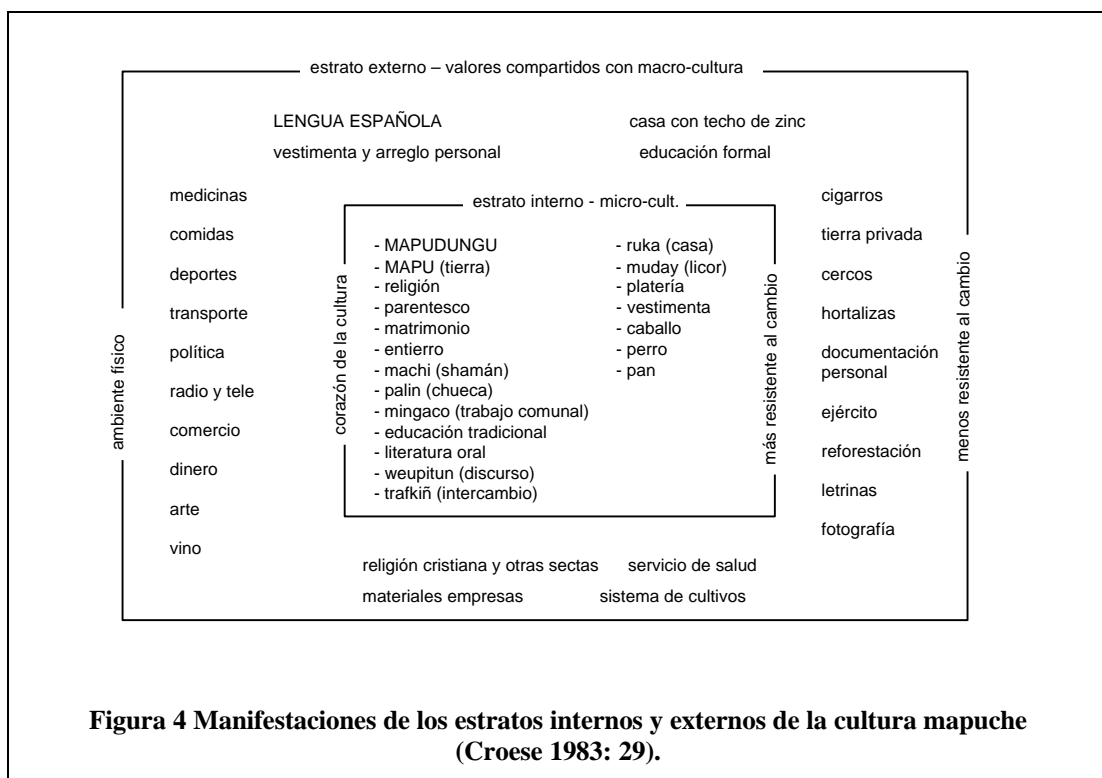 estrato externo – valores compartidos con macro-cultura
LENGUA ESPAÑOLA
casa con techo de zinc
vestimenta y arreglo personal
educación formal
ambiente físico
medicinas
comidas
deportes
transporte
política
radio y tele
comercio
dinero
arte
vino
estrato interno - micro-cult.
corazón de la cultura
- MAPUDUNGU
- MAPU (tierra)
- religión
- parentesco
- matrimonio
- entierro
- machi (shamán)
- palin (chueca)
- mingaco (trabajo comunal)
- educación tradicional
- literatura oral
- weupitun (discurso)
- trafkiñ (intercambio)
- ruka (casa)
- muday (licor)
- platería
- vestimenta
- caballo
- perro
- pan
más resistente al cambio
cigarros
tierra privada
cercos
hortalizas
documentación
personal
ejército
reforestación
letrinas
fotografía
menos resistente al cambio
religión cristiana y otras sectas
servicio de salud
materiales empresas
sistema de cultivos
Figura 4 Manifestaciones de los estratos internos y externos de la cultura mapuche
(Croese 1983: 29).